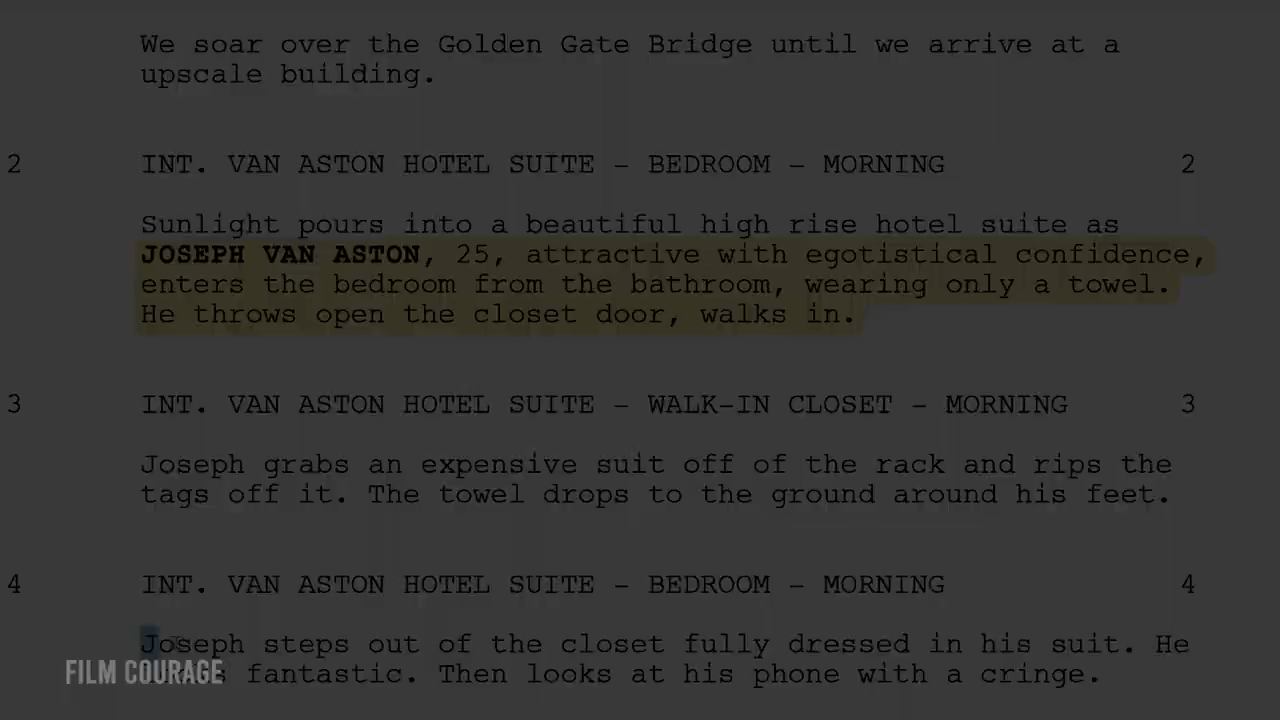 We soar over the Golden Gate Bridge until we arrive at a
upscale building.
2 INT. VAN ASTON HOTEL SUITE – BEDROOM – MORNING 2
Sunlight pours into a beautiful high rise hotel suite as
JOSEPH VAN ASTON, 25, attractive with egotistical confidence,
enters the bedroom from the bathroom, wearing only a towel.
He throws open the closet door, walks in.
3 INT. VAN ASTON HOTEL SUITE – WALK-IN CLOSET – MORNING 3
Joseph grabs an expensive suit off of the rack and rips the
tags off it. The towel drops to the ground around his feet.
4 INT. VAN ASTON HOTEL SUITE – BEDROOM – MORNING 4
Joseph steps out of the closet fully dressed in his suit. He
fantastic. Then looks at his phone with a cringe.
FILM COURAGE